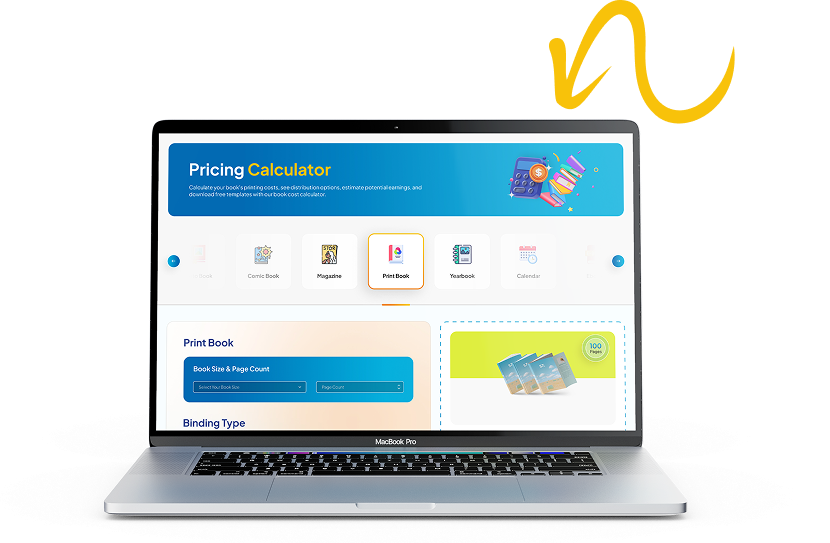 Pricing Calculator
Calculate your book's printing costs, see distribution options, estimate potential earnings, and
download free templates with our book cost calculator.
Comic Book
Magazine
Print Book
Yearbook
Calendar
Print Book
Book Size & Page Count
Select Your Book Size
Page Count
100
Pages
Binding Type
MacBook Pro